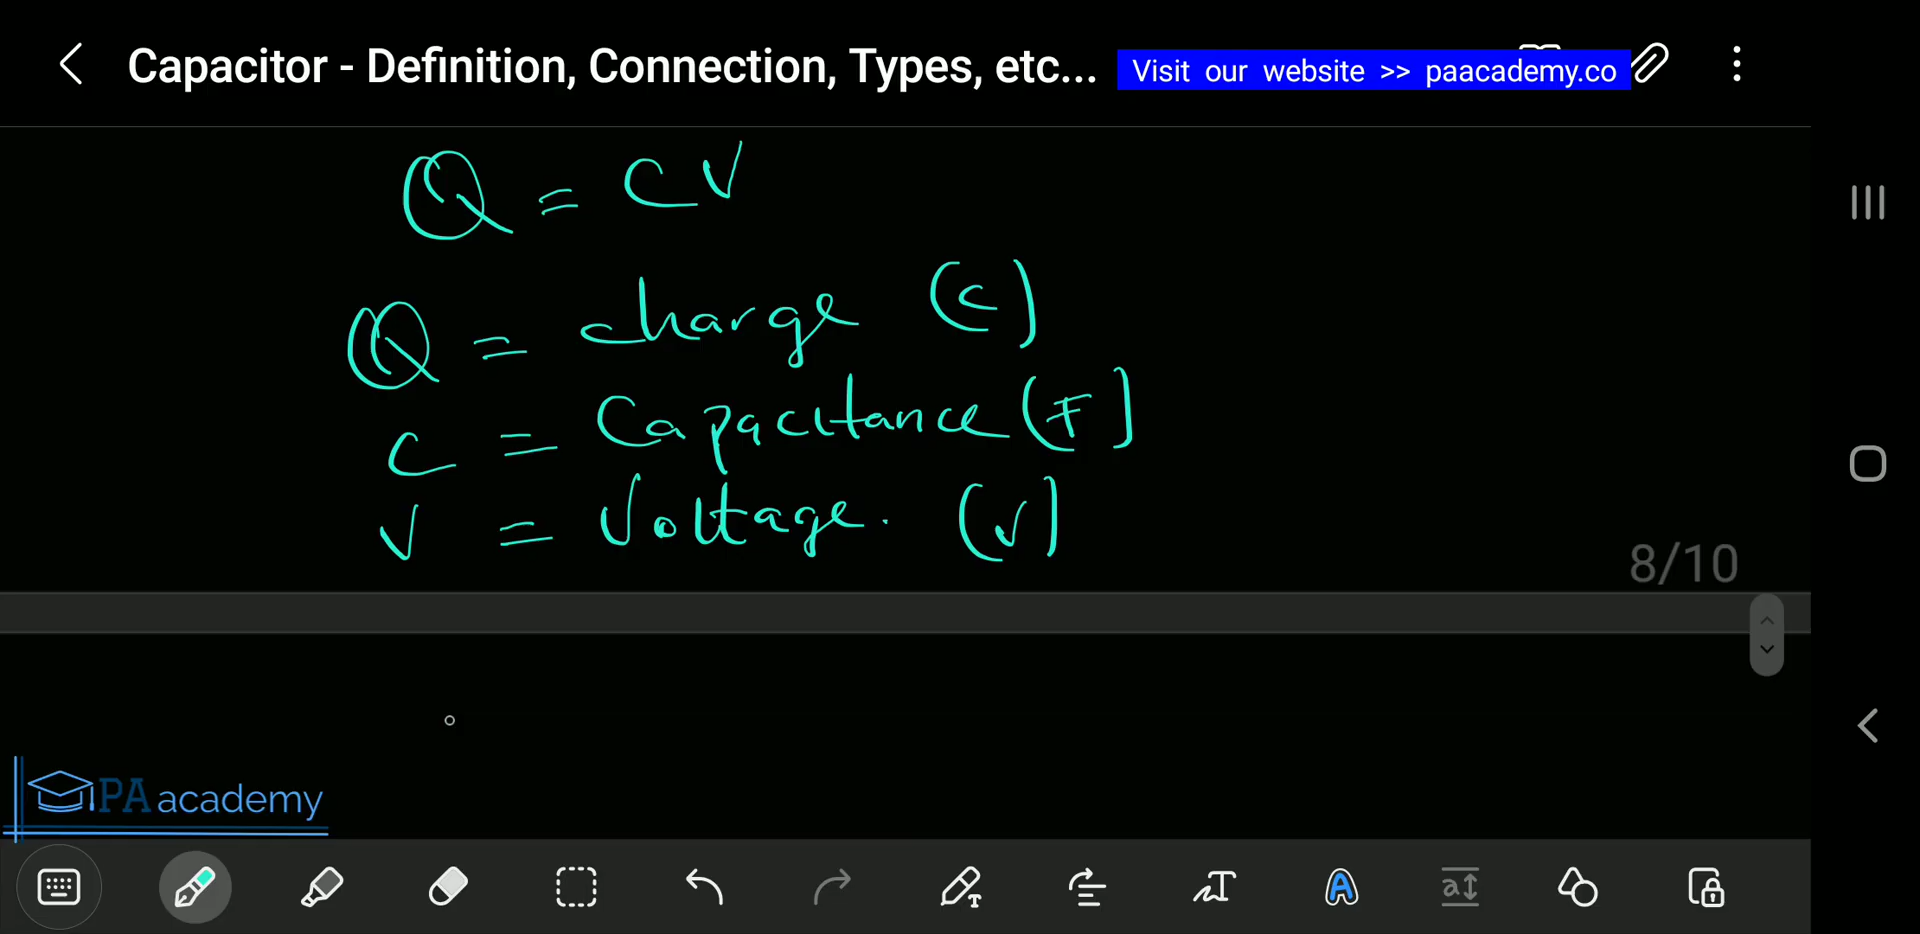 Capacitor - Definition, Connection, Types, etc...
Visit our website >> paacademy.co
Q = CV
Q = charge (C)
C = Capacitance (F)
V = Voltage. (V)
8/10
PA academy